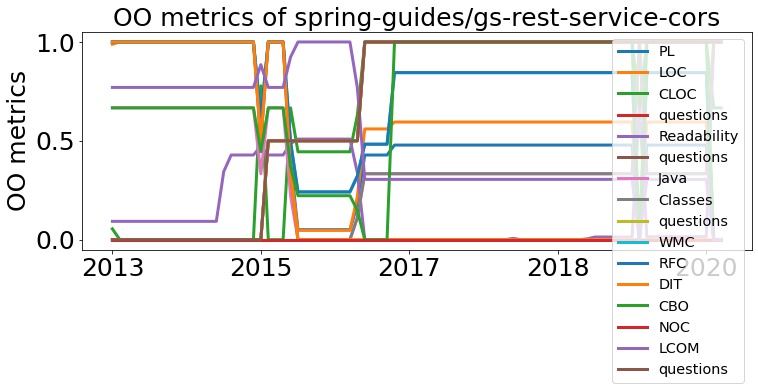 OO metrics of spring-guides/gs-rest-service-cors
OO metrics
1.0
0.5
0.0
2013
2015
2017
2018
2020
PL
LOC
CLOC
questions
Readability
questions
Java
Classes
questions
WMC
RFC
DIT
CBO
NOC
LCOM
questions